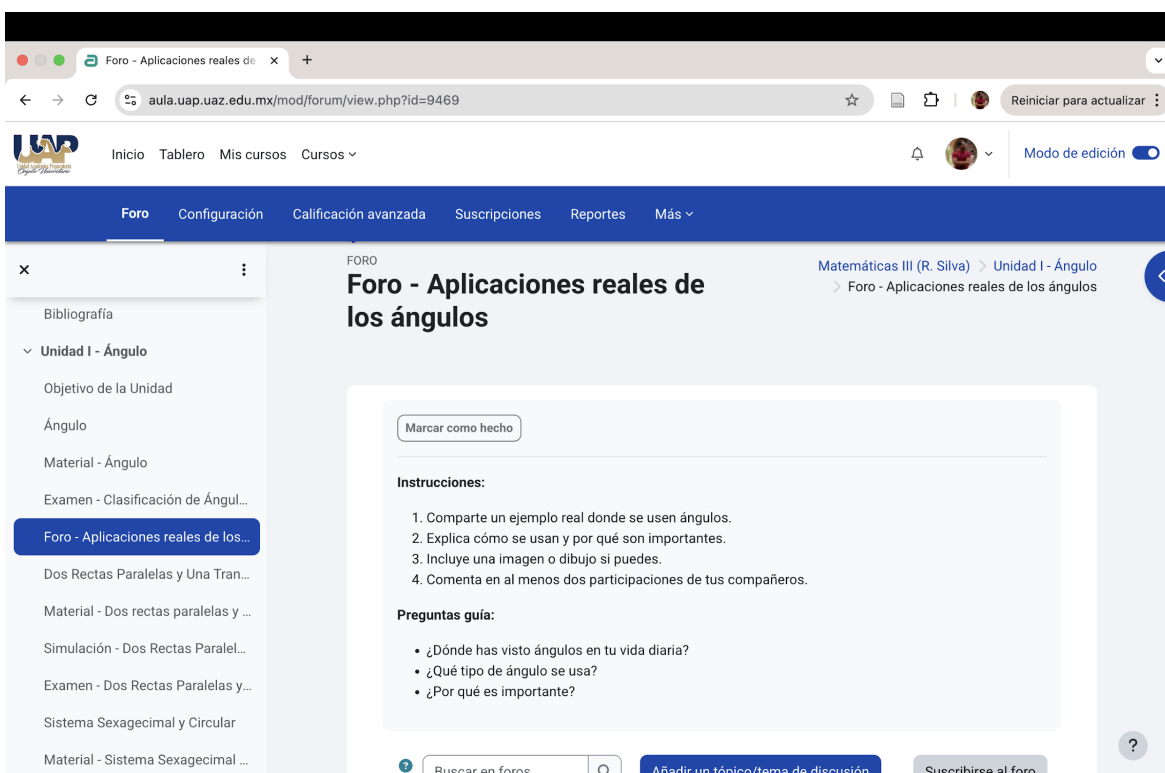 Foro - Aplicaciones reales de
aula.uap.uaz.edu.mx/mod/forum/view.php?id=9469
Reiniciar para actualizar
UAP
Inicio Tablero Mis cursos Cursos
Modo de edición
Foro Configuración Calificación avanzada Suscripciones Reportes Más
Bibliografía
Unidad I - Ángulo
Objetivo de la Unidad
Ángulo
Material - Ángulo
Examen - Clasificación de Ángul...
Foro - Aplicaciones reales de los...
Dos Rectas Paralelas y Una Tran...
Material - Dos rectas paralelas y ...
Simulación - Dos Rectas Paralel...
Examen - Dos Rectas Paralelas y...
Sistema Sexagecimal y Circular
Material - Sistema Sexagecimal ...
FORO
Foro - Aplicaciones reales de
los ángulos
Matemáticas III (R. Silva) > Unidad I - Ángulo
> Foro - Aplicaciones reales de los ángulos
Marcar como hecho
Instrucciones:
1. Comparte un ejemplo real donde se usen ángulos.
2. Explica cómo se usan y por qué son importantes.
3. Incluye una imagen o dibujo si puedes.
4. Comenta en al menos dos participaciones de tus compañeros.
Preguntas guía:
• ¿Dónde has visto ángulos en tu vida diaria?
• ¿Qué tipo de ángulo se usa?
• ¿Por qué es importante?
?
Buscar en foros
Añadir un tópico/tema de discusión
Suscribirse al foro
?